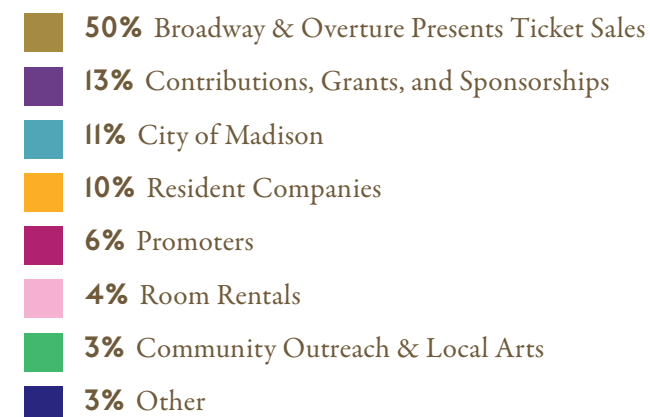 50% Broadway & Overture Presents Ticket Sales
13% Contributions, Grants, and Sponsorships
11% City of Madison
10% Resident Companies
6% Promoters
4% Room Rentals
3% Community Outreach & Local Arts
3% Other